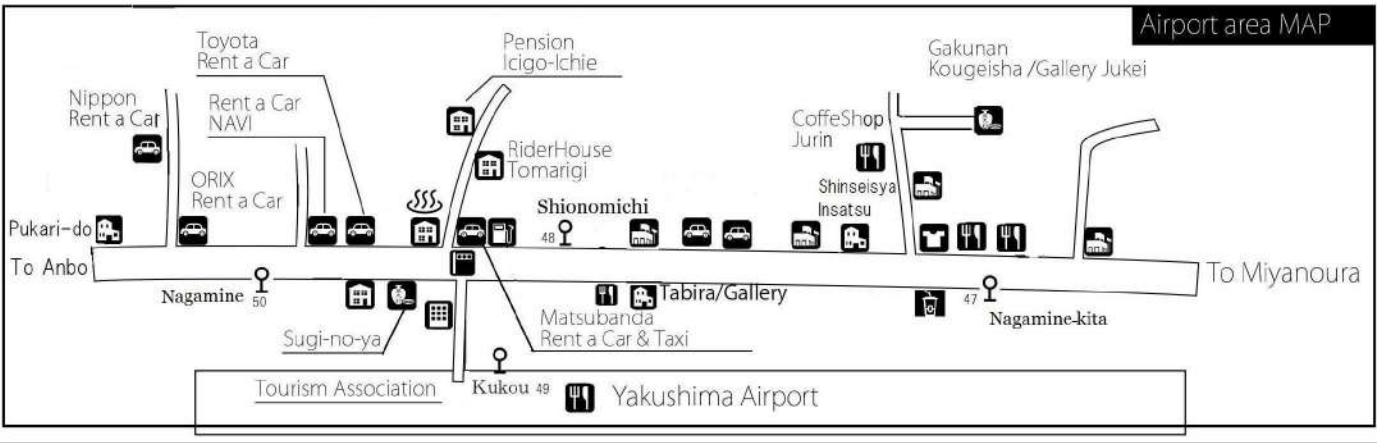 Airport area MAP
Toyota
Rent a Car
Pension
Icigo-Ichie
Gakunan
Kougeisha /Gallery Jukei
Nippon
Rent a Car
Rent a Car
NAVI
CoffeShop
Jurin
RiderHouse
Tomarigi
ORIX
Rent a Car
Shinseisya
Insatsu
Shionomichi
48
Pukari-do
To Anbo
To Miyanoura
Nagamine 50
Tabira/Gallery
47
Nagamine-kita
Sugi-no-ya
Matsubanda
Rent a Car & Taxi
Tourism Association
Kukou 49
Yakushima Airport